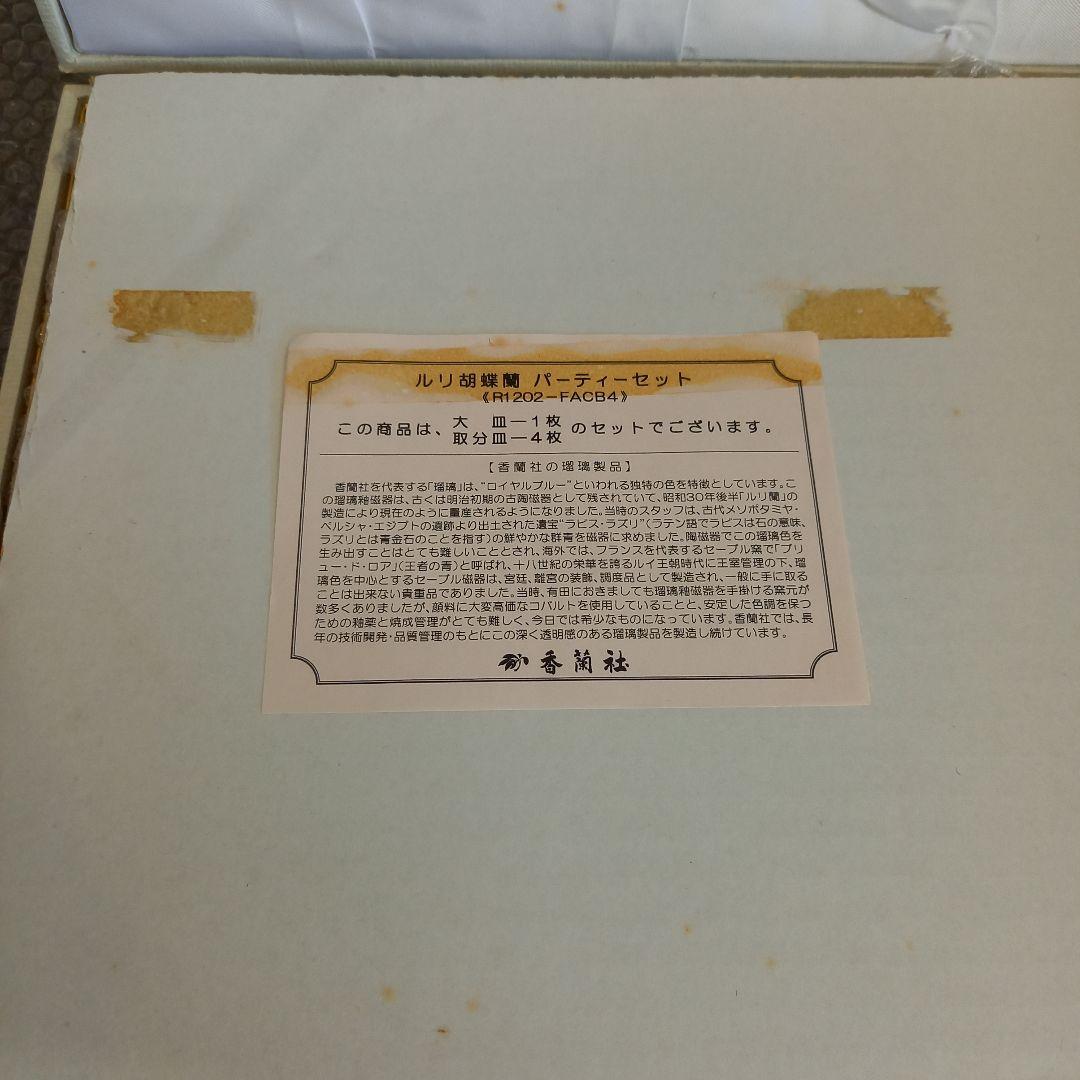 ルリ胡蝶蘭 パーティーセット
《R1202-FACB4》
この商品は、大 皿―1枚 取分皿―4枚 のセットでございます。
【香蘭社の瑠璃製品】
香蘭社を代表する「瑠璃」は、“ロイヤルブルー”といわれる独特の色を特徴としています。こ
の瑠璃釉磁器は、古くは明治初期の古陶磁器として残されていて、昭和30年後半「ルリ蘭」の
製造により現在のように量産されるようになりました。当時のスタッフは、古代メソポタミヤ・
ペルシャ・エジプトの遺跡より出土された遺宝“ラピス・ラズリ”(ラテン語でラピスは石の意味、
ラズリとは青金石のことを指す)の鮮やかな群青を磁器に求めました。陶磁器でこの瑠璃色を
生み出すことはとても難しいこととされ、海外では、フランスを代表するセーブル窯で「ブリ
ュー・ド・ロア」(王者の青)と呼ばれ、十八世紀の栄華を誇るルイ王朝時代に王室管理の下、瑠
璃色を中心とするセーブル磁器は、宮廷、離宮の装飾、調度品として製造され、一般に手に取る
ことは出来ない貴重品でありました。当時、有田におきましても瑠璃釉磁器を手掛ける窯元が
数多くありましたが、顔料に大変高価なコバルトを使用していることと、安定した色調を保つ
ための釉薬と焼成管理がとても難しく、今日では希少なものになっています。香蘭社では、長
年の技術開発・品質管理のもとにこの深く透明感のある瑠璃製品を製造し続けています。
香蘭社